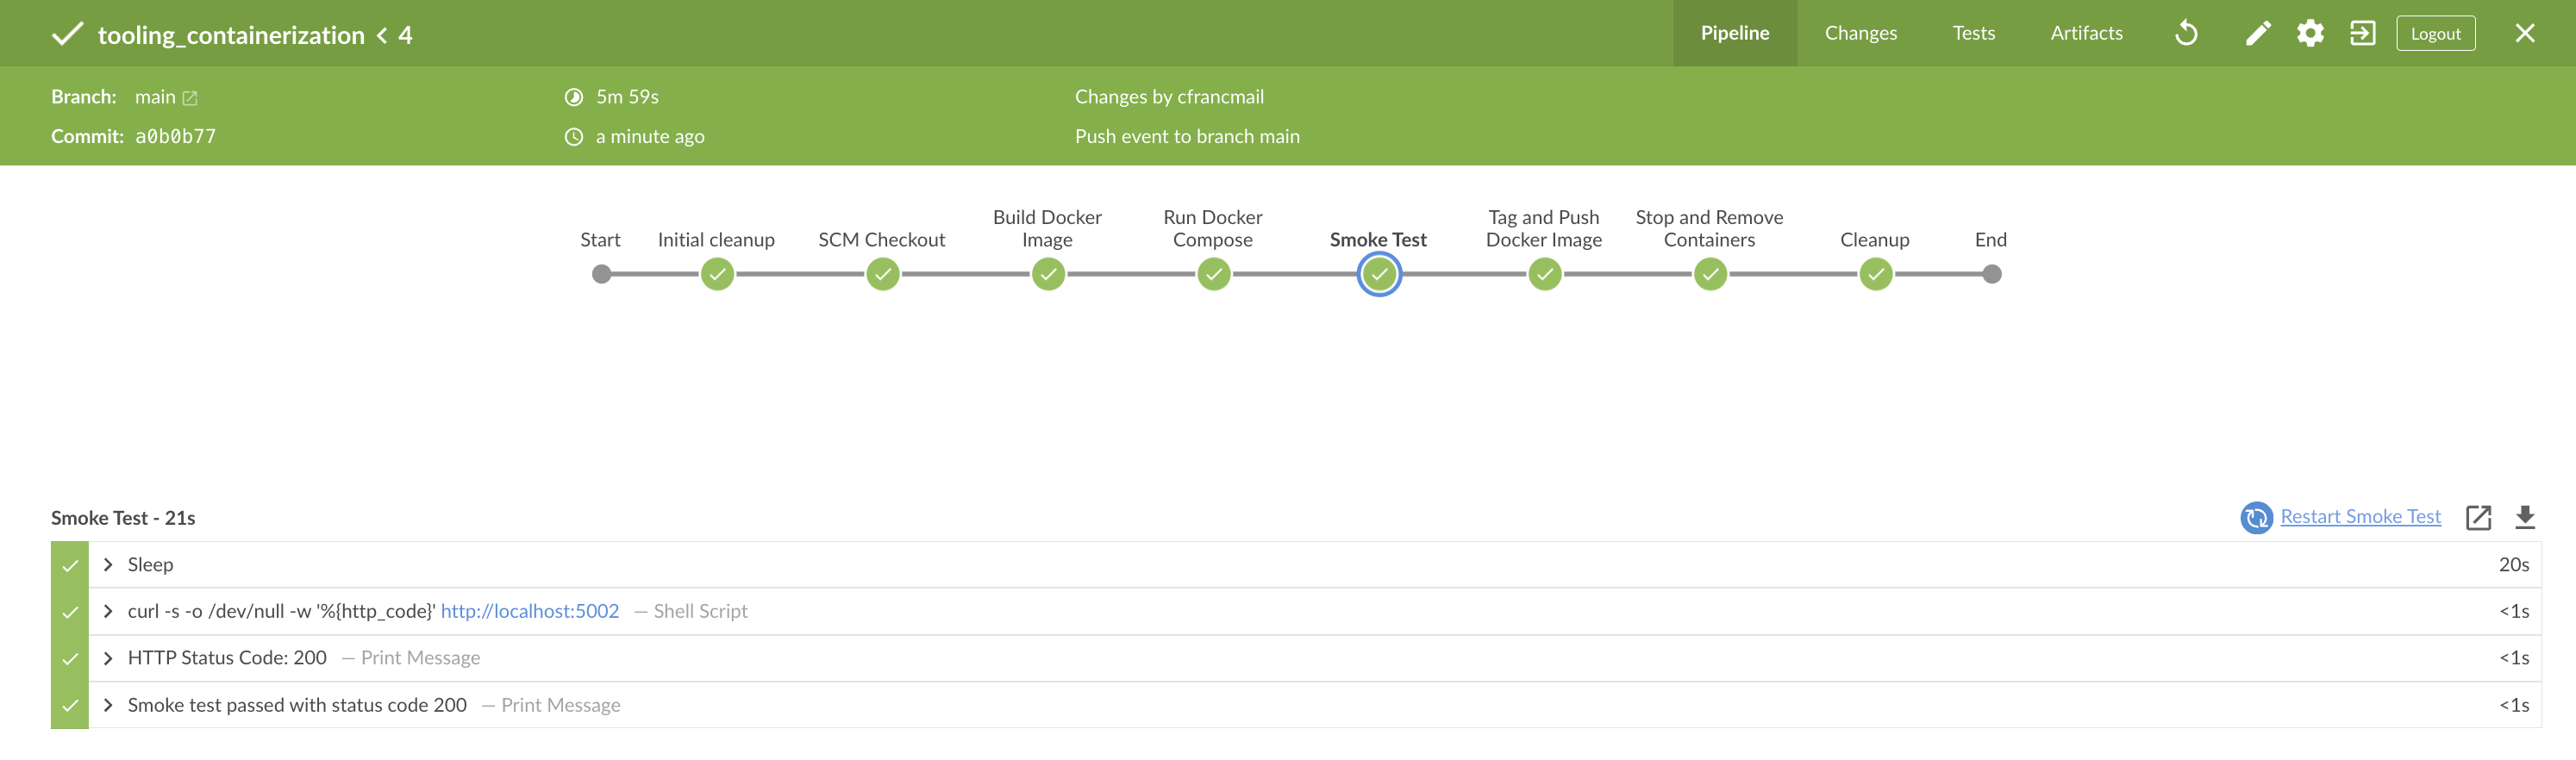 tooling_containerization < 4
Pipeline
Changes
Tests
Artifacts
Logout
Branch: main
5m 59s
Changes by cfrancmail
Commit: a0b0b77
a minute ago
Push event to branch main
Start
Initial cleanup
SCM Checkout
Build Docker
Image
Run Docker
Compose
Smoke Test
Tag and Push
Docker Image
Stop and Remove
Containers
Cleanup
End
Smoke Test - 21s
Restart Smoke Test
Sleep
20s
curl -s -o /dev/null -w '%{http_code}' http://localhost:5002 — Shell Script
<1s
HTTP Status Code: 200 — Print Message
<1s
Smoke test passed with status code 200 — Print Message
<1s